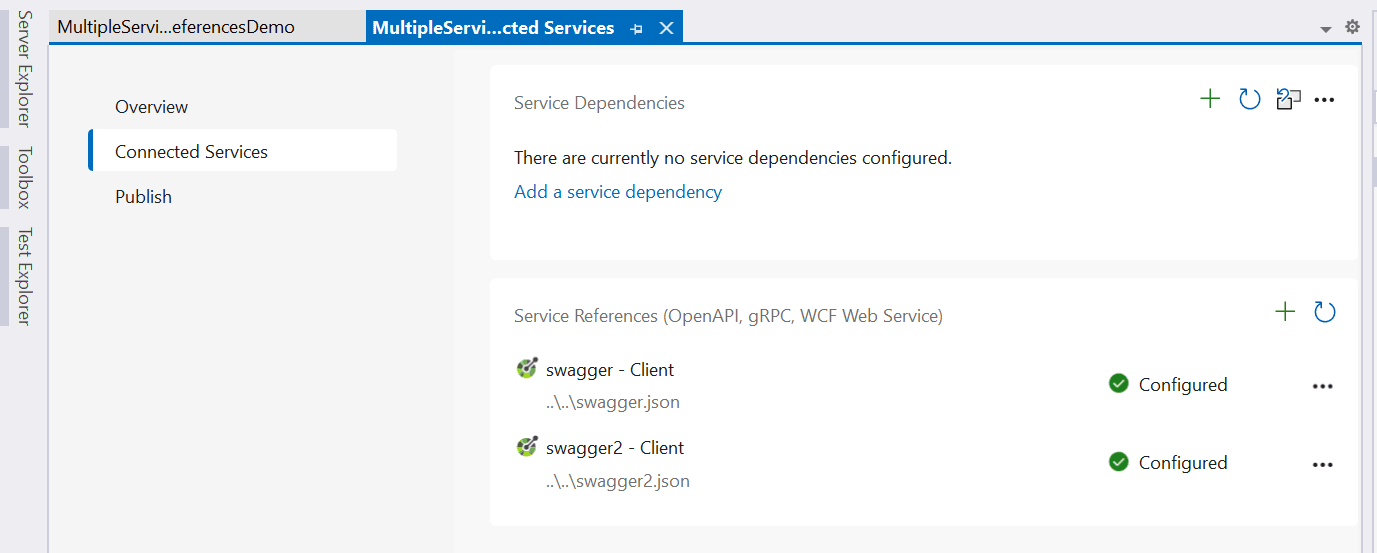 Server Explorer
Toolbox
Test Explorer
MultipleServi...eferencesDemo
MultipleServi...cted Services
Overview
Connected Services
Publish
Service Dependencies
There are currently no service dependencies configured.
Add a service dependency
Service References (OpenAPI, gRPC, WCF Web Service)
swagger - Client
Configured
..\..\swagger.json
swagger2 - Client
Configured
..\..\swagger2.json